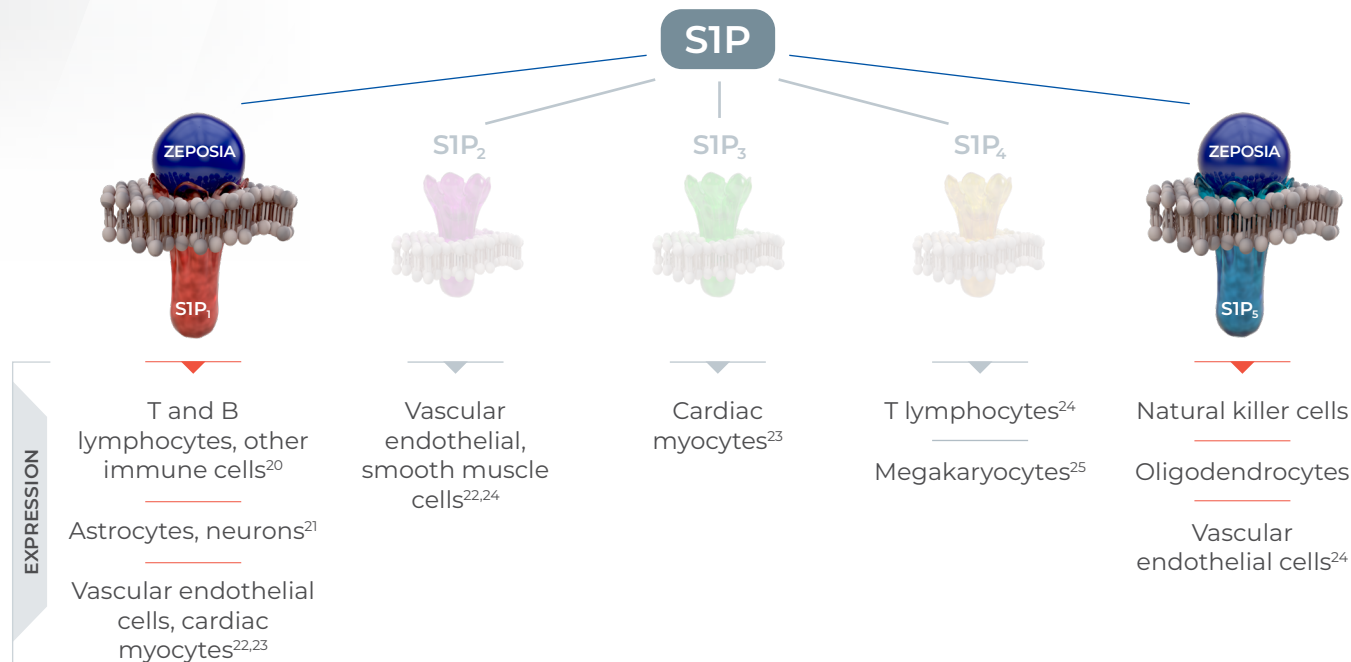 S1P
ZEPOSIA
S1P₁
S1P₂
S1P₃
S1P₄
ZEPOSIA
S1P₅
EXPRESSION
T and B
lymphocytes, other
immune cells²⁰
Astrocytes, neurons²¹
Vascular endothelial
cells, cardiac
myocytes²²,²³
Vascular
endothelial,
smooth muscle
cells²²,²⁴
Cardiac
myocytes²³
T lymphocytes²⁴
Megakaryocytes²⁵
Natural killer cells
Oligodendrocytes
Vascular
endothelial cells²⁴